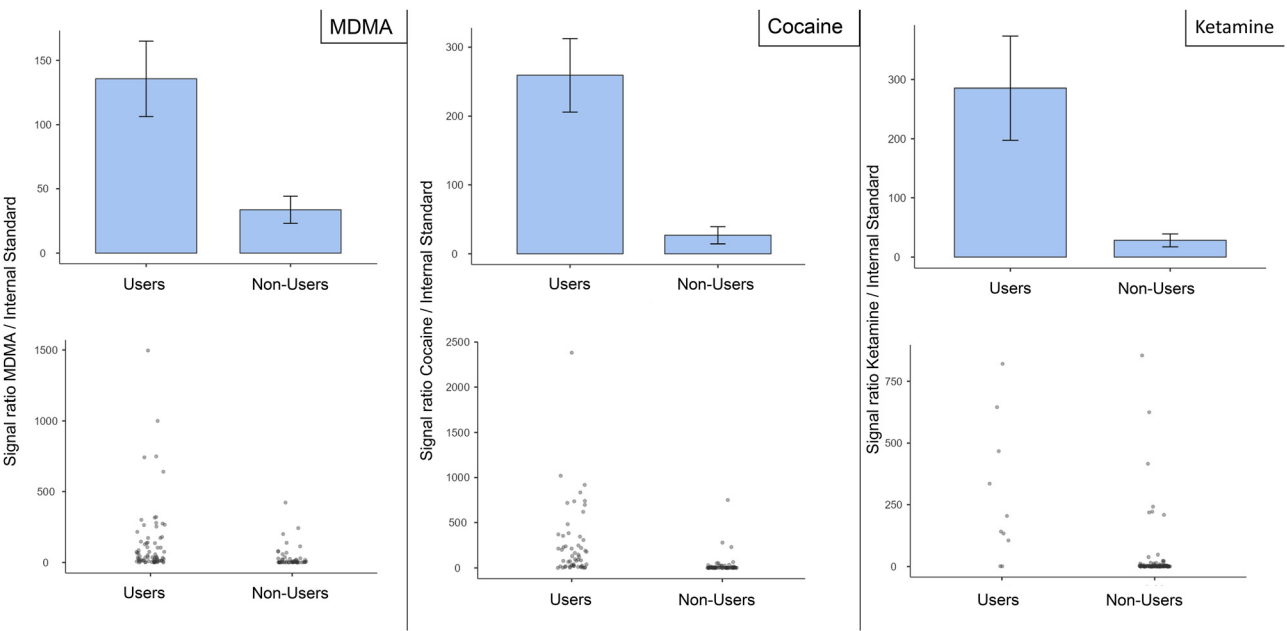 MDMA
Cocaine
Ketamine
Signal ratio MDMA / Internal Standard
150
100
50
0
Users
Non-Users
1500
1000
500
0
Users
Non-Users
Signal ratio Cocaine / Internal Standard
300
200
100
0
Users
Non-Users
2500
2000
1500
1000
500
0
Users
Non-Users
Signal ratio Ketamine / Internal Standard
300
200
100
0
Users
Non-Users
750
500
250
0
Users
Non-Users